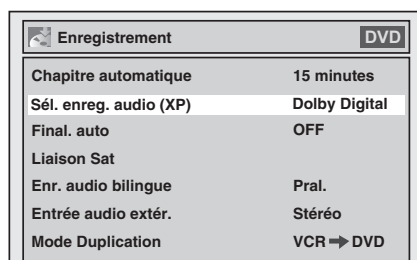 Enregistrement DVD
Chapitre automatique 15 minutes
Sél. enreg. audio (XP) Dolby Digital
Final. auto OFF
Liaison Sat
Enr. audio bilingue Pral.
Entrée audio extér. Stéréo
Mode Duplication VCR ➡ DVD